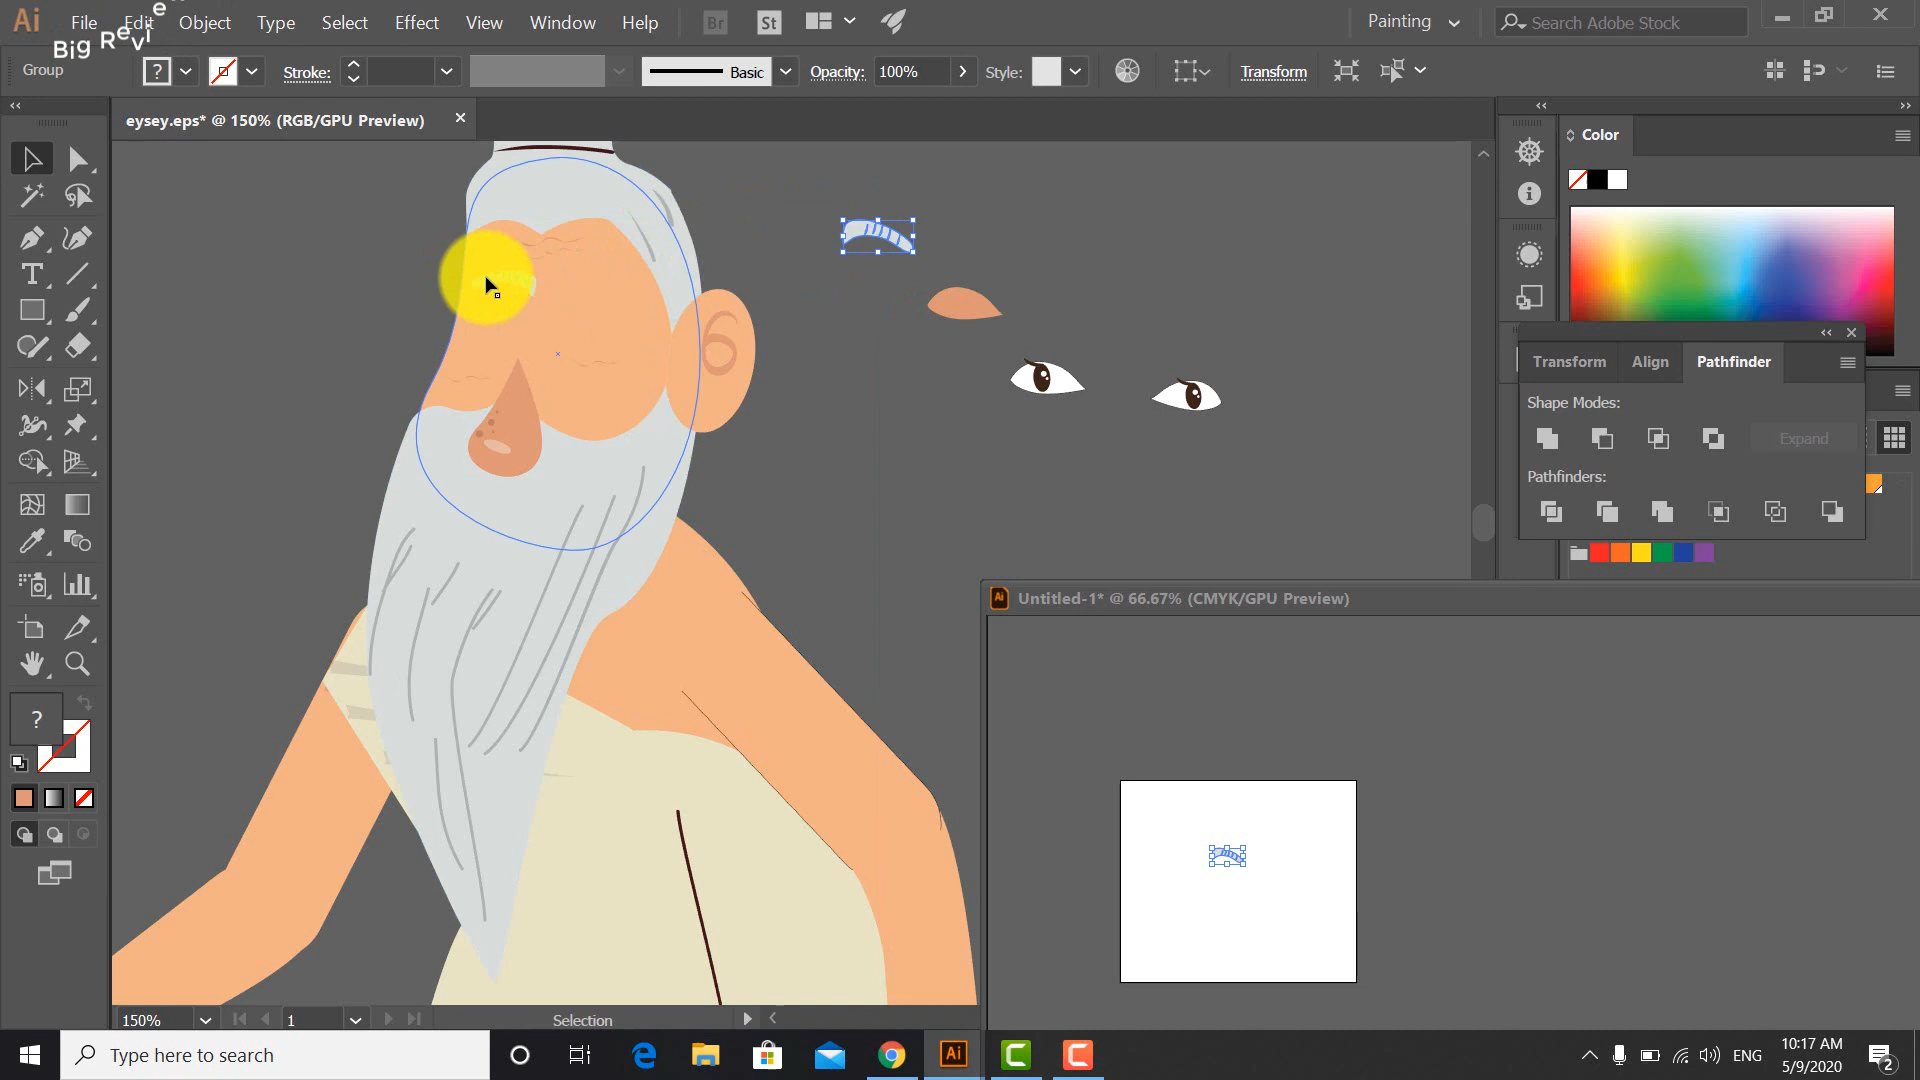 Ai File Edit Object Type Select Effect View Window Help Br St Painting Search Adobe Stock
Big Revie
Group ? Stroke: Basic Opacity: 100% Style: Transform
eysey.eps* @ 150% (RGB/GPU Preview)
Color
Transform Align Pathfinder
Shape Modes:
Expand
Pathfinders:
Ai Untitled-1* @ 66.67% (CMYK/GPU Preview)
?
150% 1 Selection
Type here to search
Ai
ENG
10:17 AM
5/9/2020
2